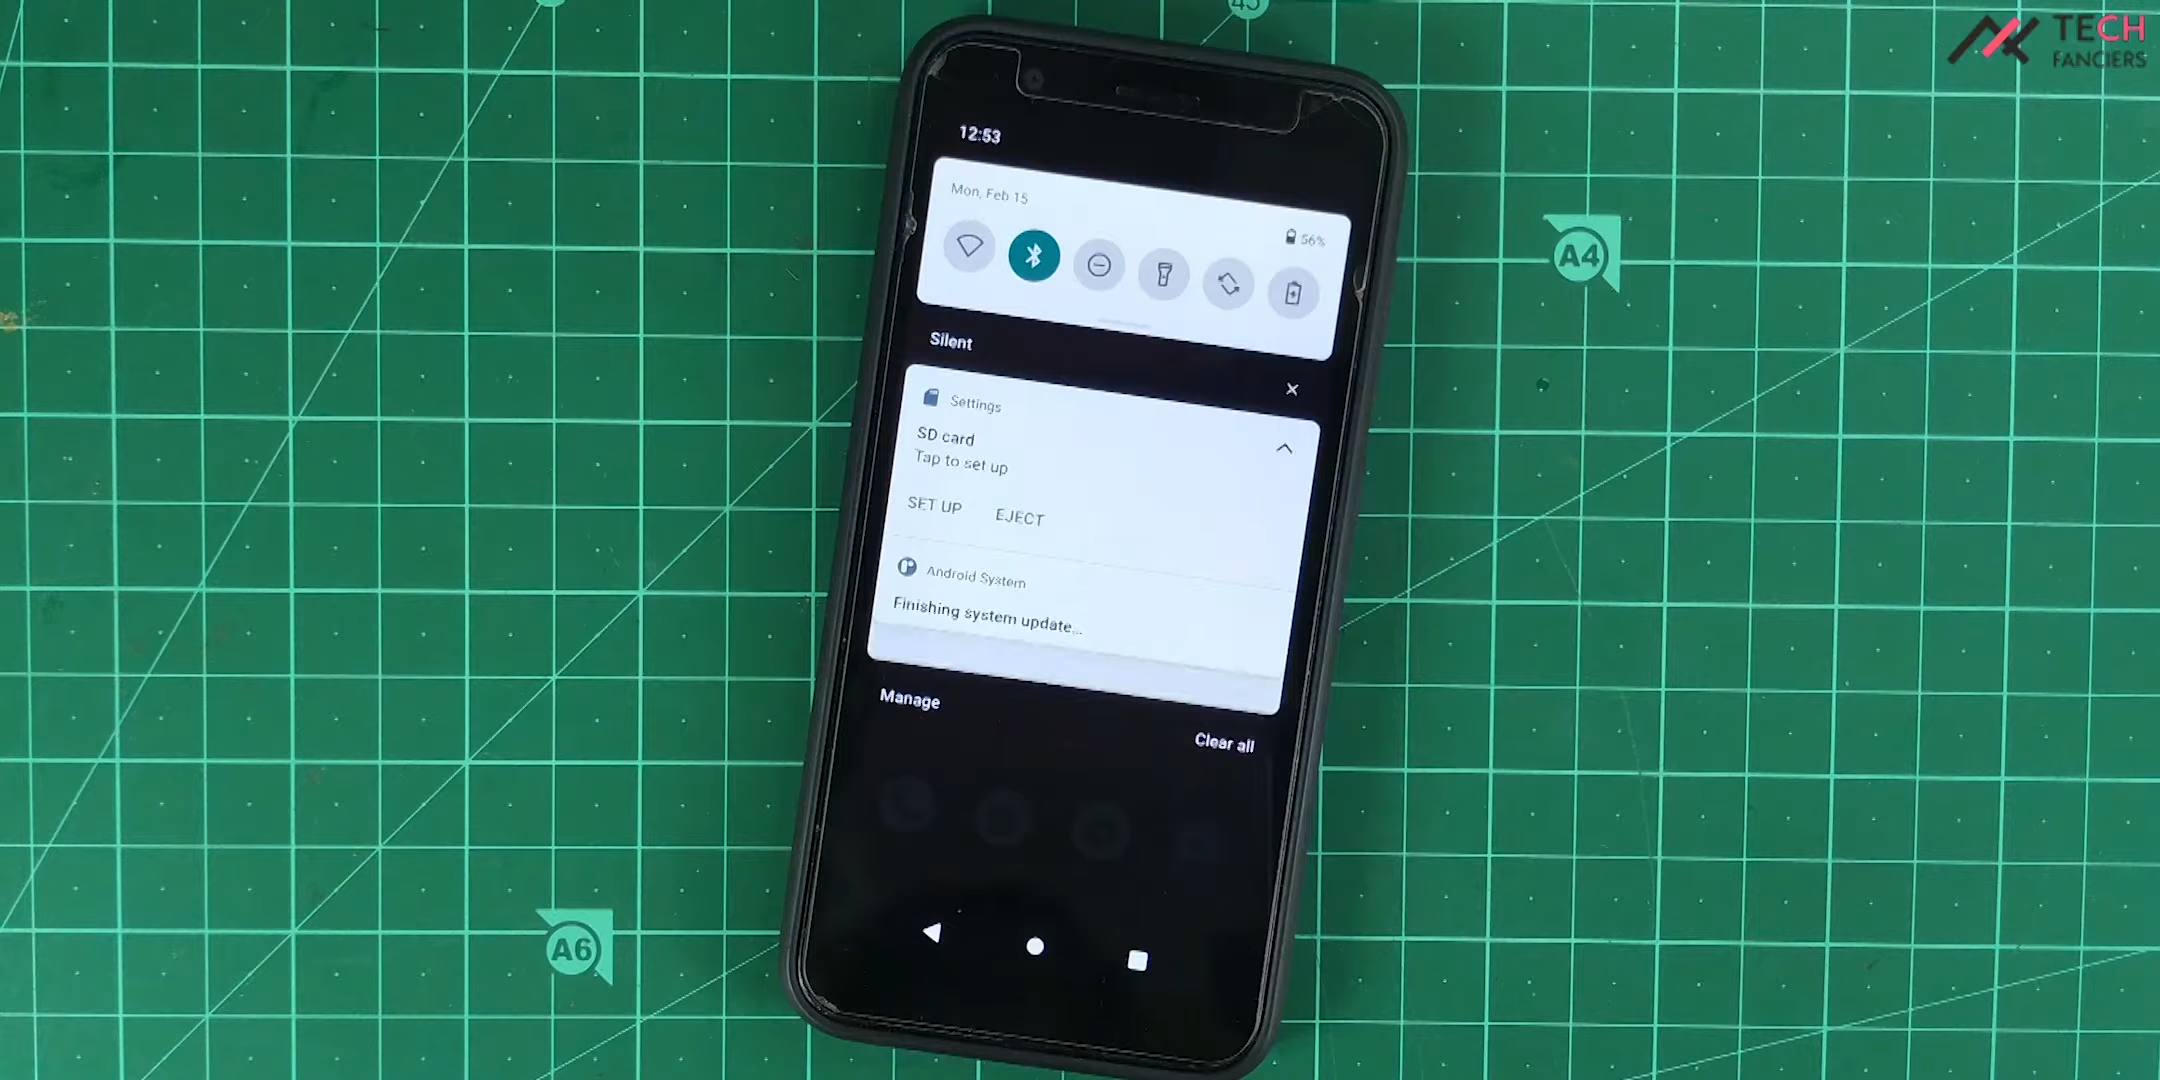 45
TECH
FANCIERS
12:53
Mon, Feb 15
56%
A4
Silent
Settings
SD card
Tap to set up
SET UP EJECT
Android System
Finishing system update...
Manage
Clear all
A6